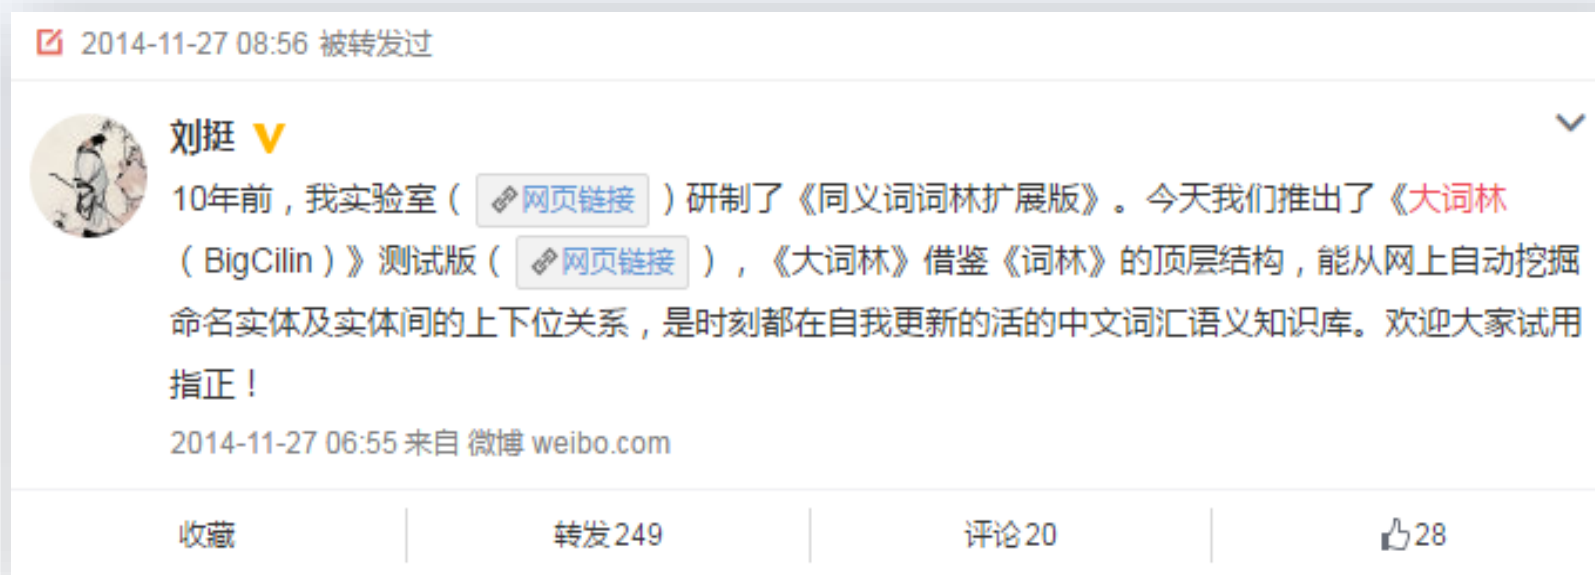 2014-11-27 08:56 被转发过
刘挺
10年前，我实验室（ 网页链接 ）研制了《同义词词林扩展版》。今天我们推出了《大词林
（BigCilin）》测试版（ 网页链接 ），《大词林》借鉴《词林》的顶层结构，能从网上自动挖掘
命名实体及实体间的上下位关系，是时刻都在自我更新的活的中文词汇语义知识库。欢迎大家试用
指正！
2014-11-27 06:55 来自 微博 weibo.com
收藏 转发249 评论20 28